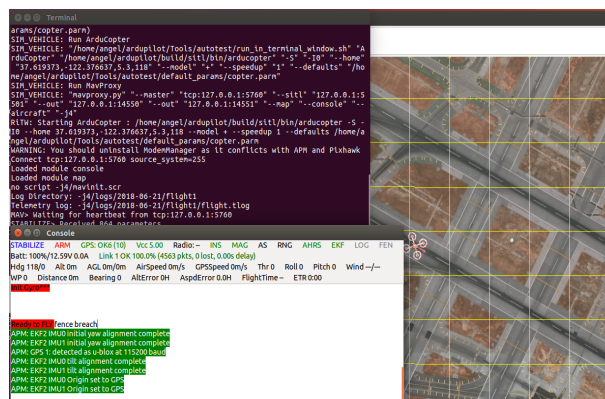 Terminal
arams/copter.parm)
SIM_VEHICLE: Run ArduCopter
SIM_VEHICLE: "/home/angel/ardupilot/Tools/autotest/run_in_terminal_window.sh" "A
rduCopter" "/home/angel/ardupilot/build/sitl/bin/arducopter" "-S" "-I0" "--home"
"37.619373,-122.376637,5.3,118" "--model" "+" "--speedup" "1" "--defaults" "/ho
me/angel/ardupilot/Tools/autotest/default_params/copter.parm"
SIM_VEHICLE: Run MavProxy
SIM_VEHICLE: "mavproxy.py" "--master" "tcp:127.0.0.1:5760" "--sitl" "127.0.0.1:5
501" "--out" "127.0.0.1:14550" "--out" "127.0.0.1:14551" "--map" "--console" "--
aircraft" "-j4"
RiTW: Starting ArduCopter : /home/angel/ardupilot/build/sitl/bin/arducopter -S -
I0 --home 37.619373,-122.376637,5.3,118 --model + --speedup 1 --defaults /home/a
ngel/ardupilot/Tools/autotest/default_params/copter.parm
WARNING: You should uninstall ModemManager as it conflicts with APM and Pixhawk
Connect tcp:127.0.0.1:5760 source_system=255
Loaded module console
Loaded module map
no script -j4/mavinit.scr
Log Directory: -j4/logs/2018-06-21/flight1
Telemetry log: -j4/logs/2018-06-21/flight1/flight.tlog
MAV> Waiting for heartbeat from tcp:127.0.0.1:5760
STABILIZE> Received 864 parameters
Console
STABILIZE ARM GPS: OK6 (10) Vcc 5.00 Radio: -- INS MAG AS RNG AHRS EKF LOG FEN
Batt: 100%/12.59V 0.0A Link 1 OK 100.0% (4563 pkts, 0 lost, 0.00s delay)
Hdg 118/0 Alt 0m AGL 0m/0m AirSpeed 0m/s GPSSpeed 0m/s Thr 0 Roll 0 Pitch 0 Wind --/--
WP 0 Distance 0m Bearing 0 AltError 0H AspdError 0.0H FlightTime -- ETR 0:00
Init Gyro***
Ready to FLY fence breach
APM: EKF2 IMU0 initial yaw alignment complete
APM: EKF2 IMU1 initial yaw alignment complete
APM: GPS 1: detected as u-blox at 115200 baud
APM: EKF2 IMU0 tilt alignment complete
APM: EKF2 IMU1 tilt alignment complete
APM: EKF2 IMU0 Origin set to GPS
APM: EKF2 IMU1 Origin set to GPS